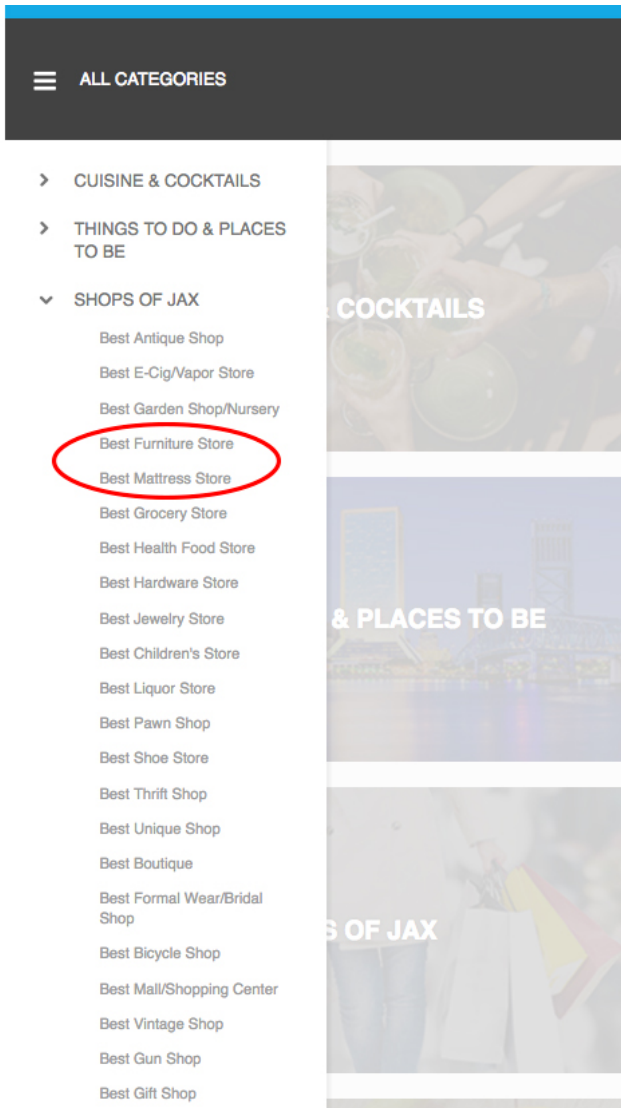 ALL CATEGORIES
CUISINE & COCKTAILS
THINGS TO DO & PLACES
TO BE
SHOPS OF JAX
Best Antique Shop
Best E-Cig/Vapor Store
Best Garden Shop/Nursery
Best Furniture Store
Best Mattress Store
Best Grocery Store
Best Health Food Store
Best Hardware Store
Best Jewelry Store
Best Children's Store
Best Liquor Store
Best Pawn Shop
Best Shoe Store
Best Thrift Shop
Best Unique Shop
Best Boutique
Best Formal Wear/Bridal
Shop
Best Bicycle Shop
Best Mall/Shopping Center
Best Vintage Shop
Best Gun Shop
Best Gift Shop
& COCKTAILS
& PLACES TO BE
S OF JAX